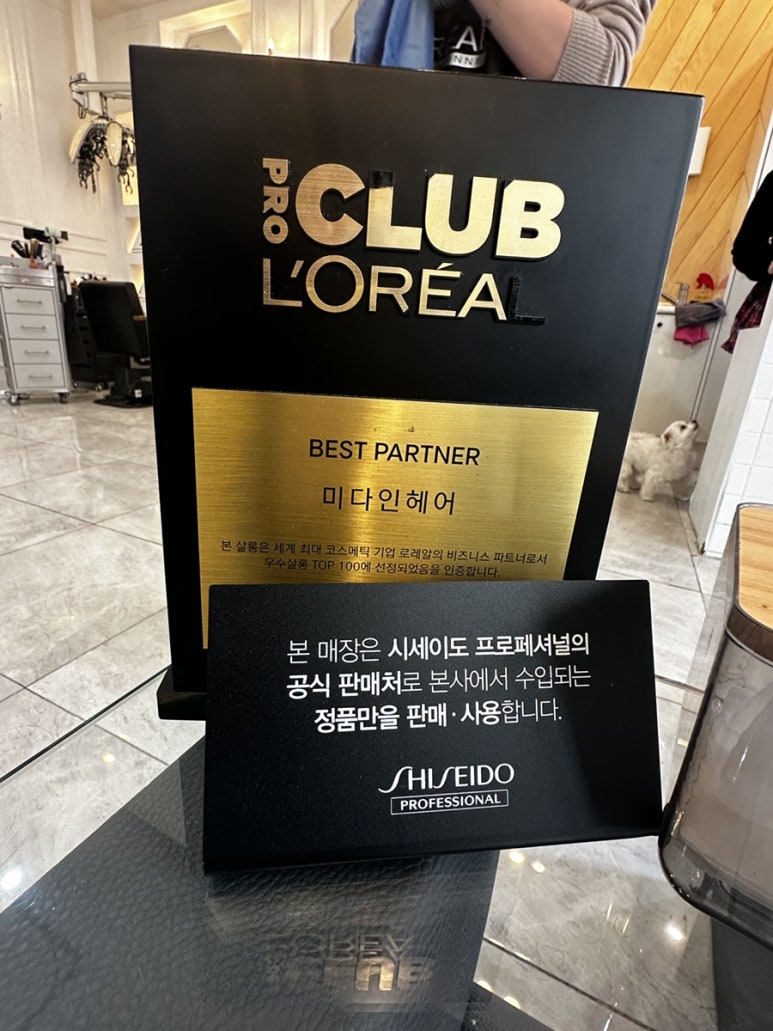 PRO CLUB
L'ORÉAL
BEST PARTNER
미다인헤어
본 살롱은 세계 최대 코스메틱 기업 로레알의 비즈니스 파트너로서
우수살롱 TOP 100에 선정되었음을 인증합니다.
본 매장은 시세이도 프로페셔널의
공식 판매처로 본사에서 수입되는
정품만을 판매·사용합니다.
SHISEIDO
PROFESSIONAL